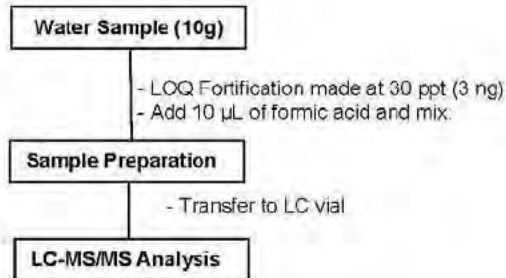 Water Sample (10g)
- LOQ Fortification made at 30 ppt (3 ng)
- Add 10 µL of formic acid and mix.
Sample Preparation
- Transfer to LC vial
LC-MS/MS Analysis